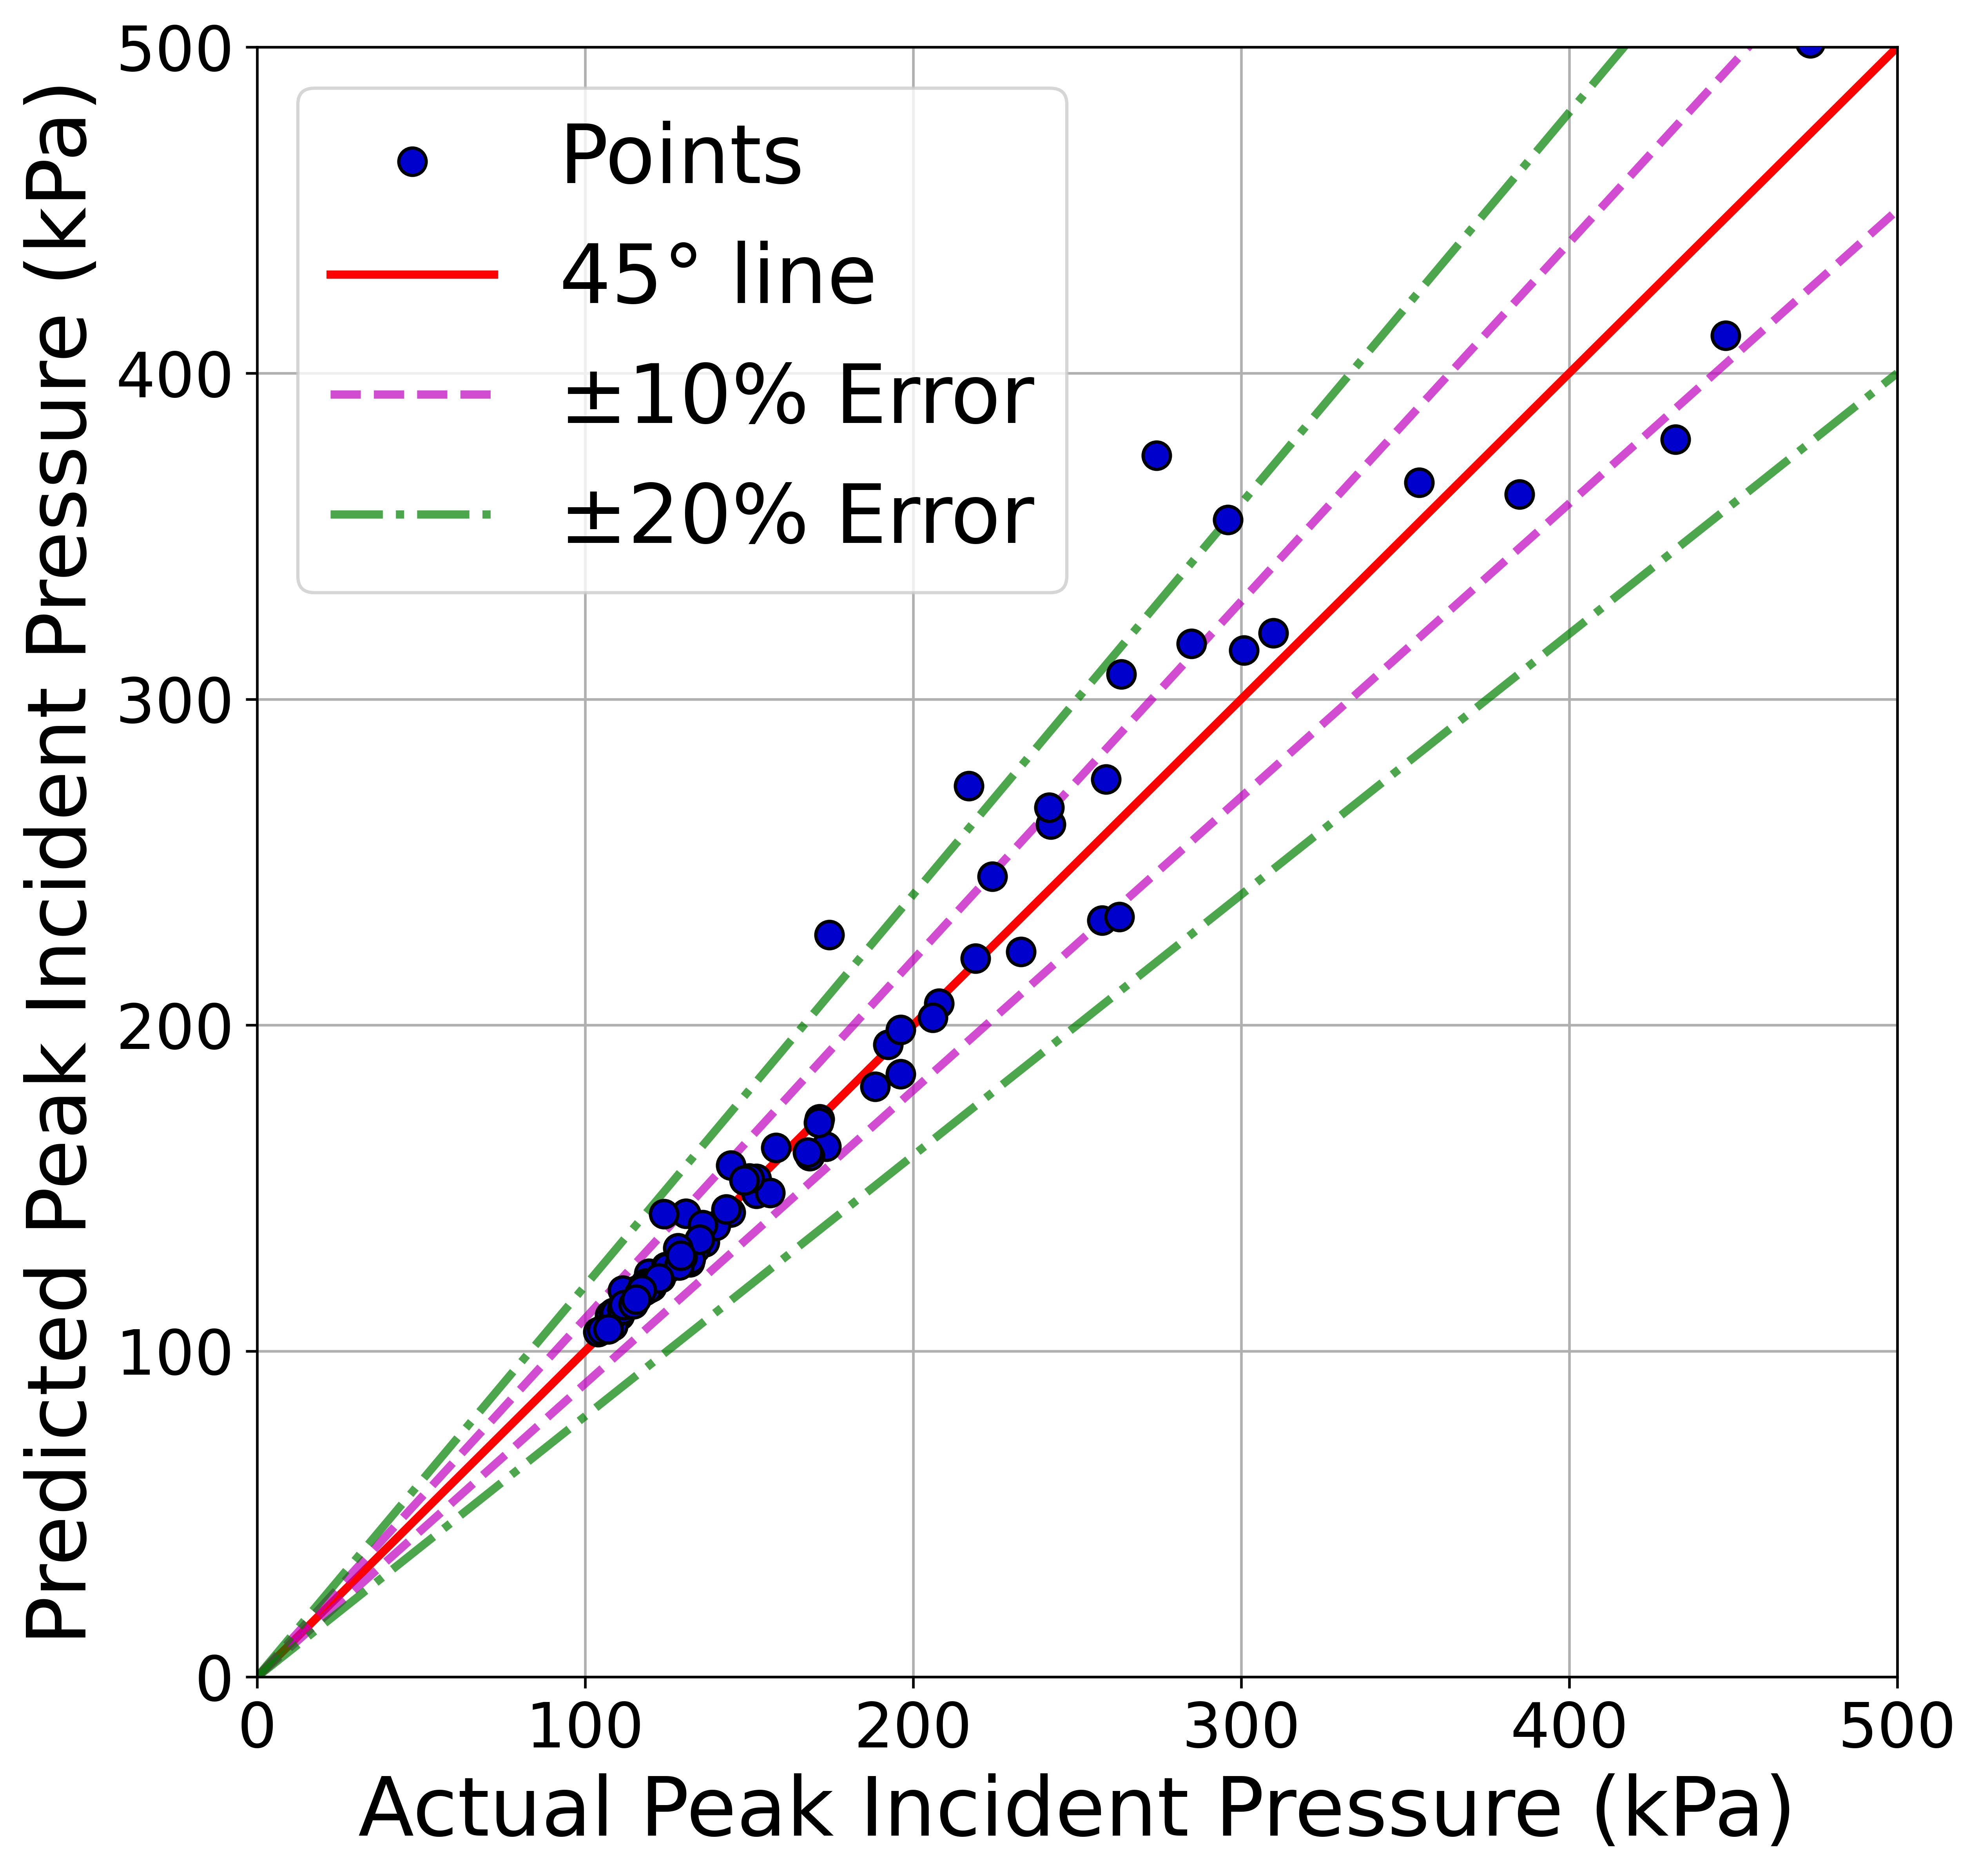 Predicted Peak Incident Pressure (kPa)
500
400
300
200
100
0
Points
45° line
±10% Error
±20% Error
0 100 200 300 400 500
Actual Peak Incident Pressure (kPa)